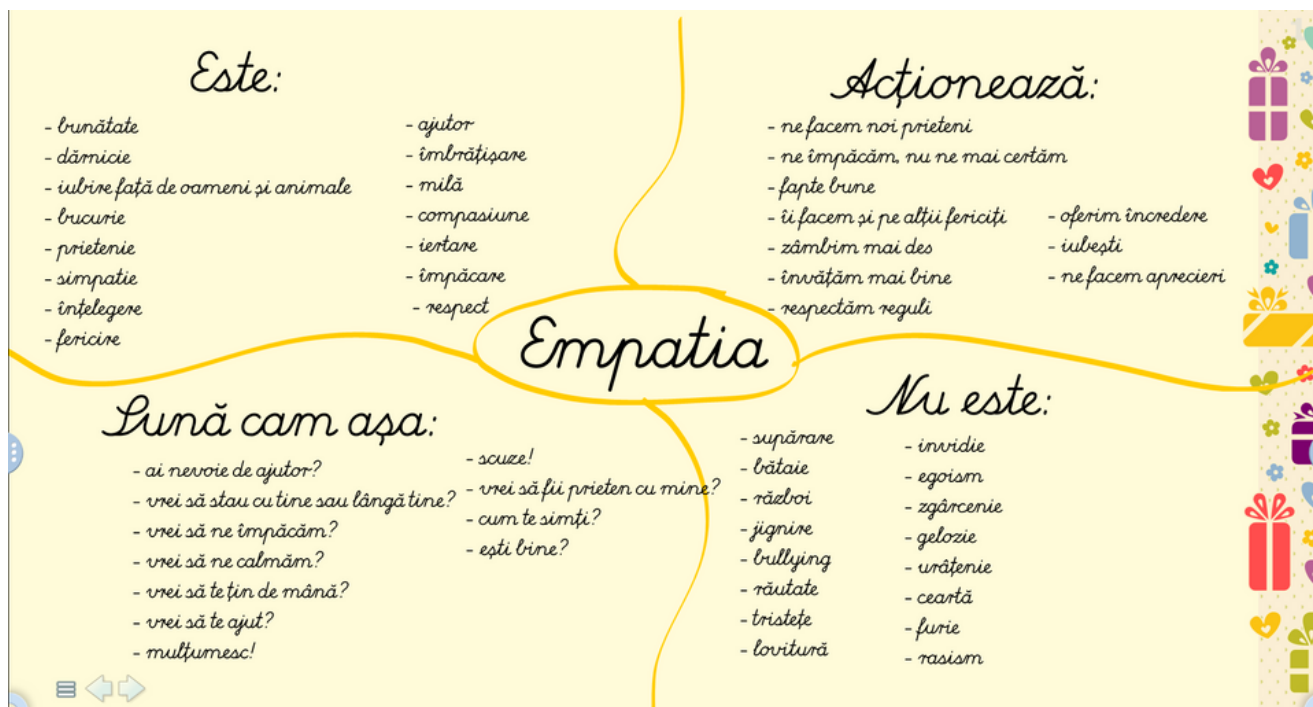 Este:
- bunătate
- dărnicie
- iubire față de oameni și animale
- bucurie
- prietenie
- simpatie
- înțelegere
- fericire
- ajutor
- îmbrățișare
- milă
- compasiune
- iertare
- împăcare
- respect
Acționează:
- ne facem noi prieteni
- ne împăcăm, nu ne mai certăm
- fapte bune
- îi facem și pe alții fericiți
- zâmbim mai des
- învățăm mai bine
- respectăm reguli
- oferim încredere
- iubești
- ne facem aprecieri
Empatia
Sună cam așa:
- ai nevoie de ajutor?
- vrei să stau cu tine sau lângă tine?
- vrei să ne împăcăm?
- vrei să ne calmăm?
- vrei să te țin de mână?
- vrei să te ajut?
- mulțumesc!
- scuze!
- vrei să fii prieten cu mine?
- cum te simți?
- ești bine?
Nu este:
- supărare
- bătaie
- război
- jignire
- bullying
- răutate
- tristețe
- lovitură
- invidie
- egoism
- zgârcenie
- gelozie
- urâțenie
- ceartă
- furie
- rasism